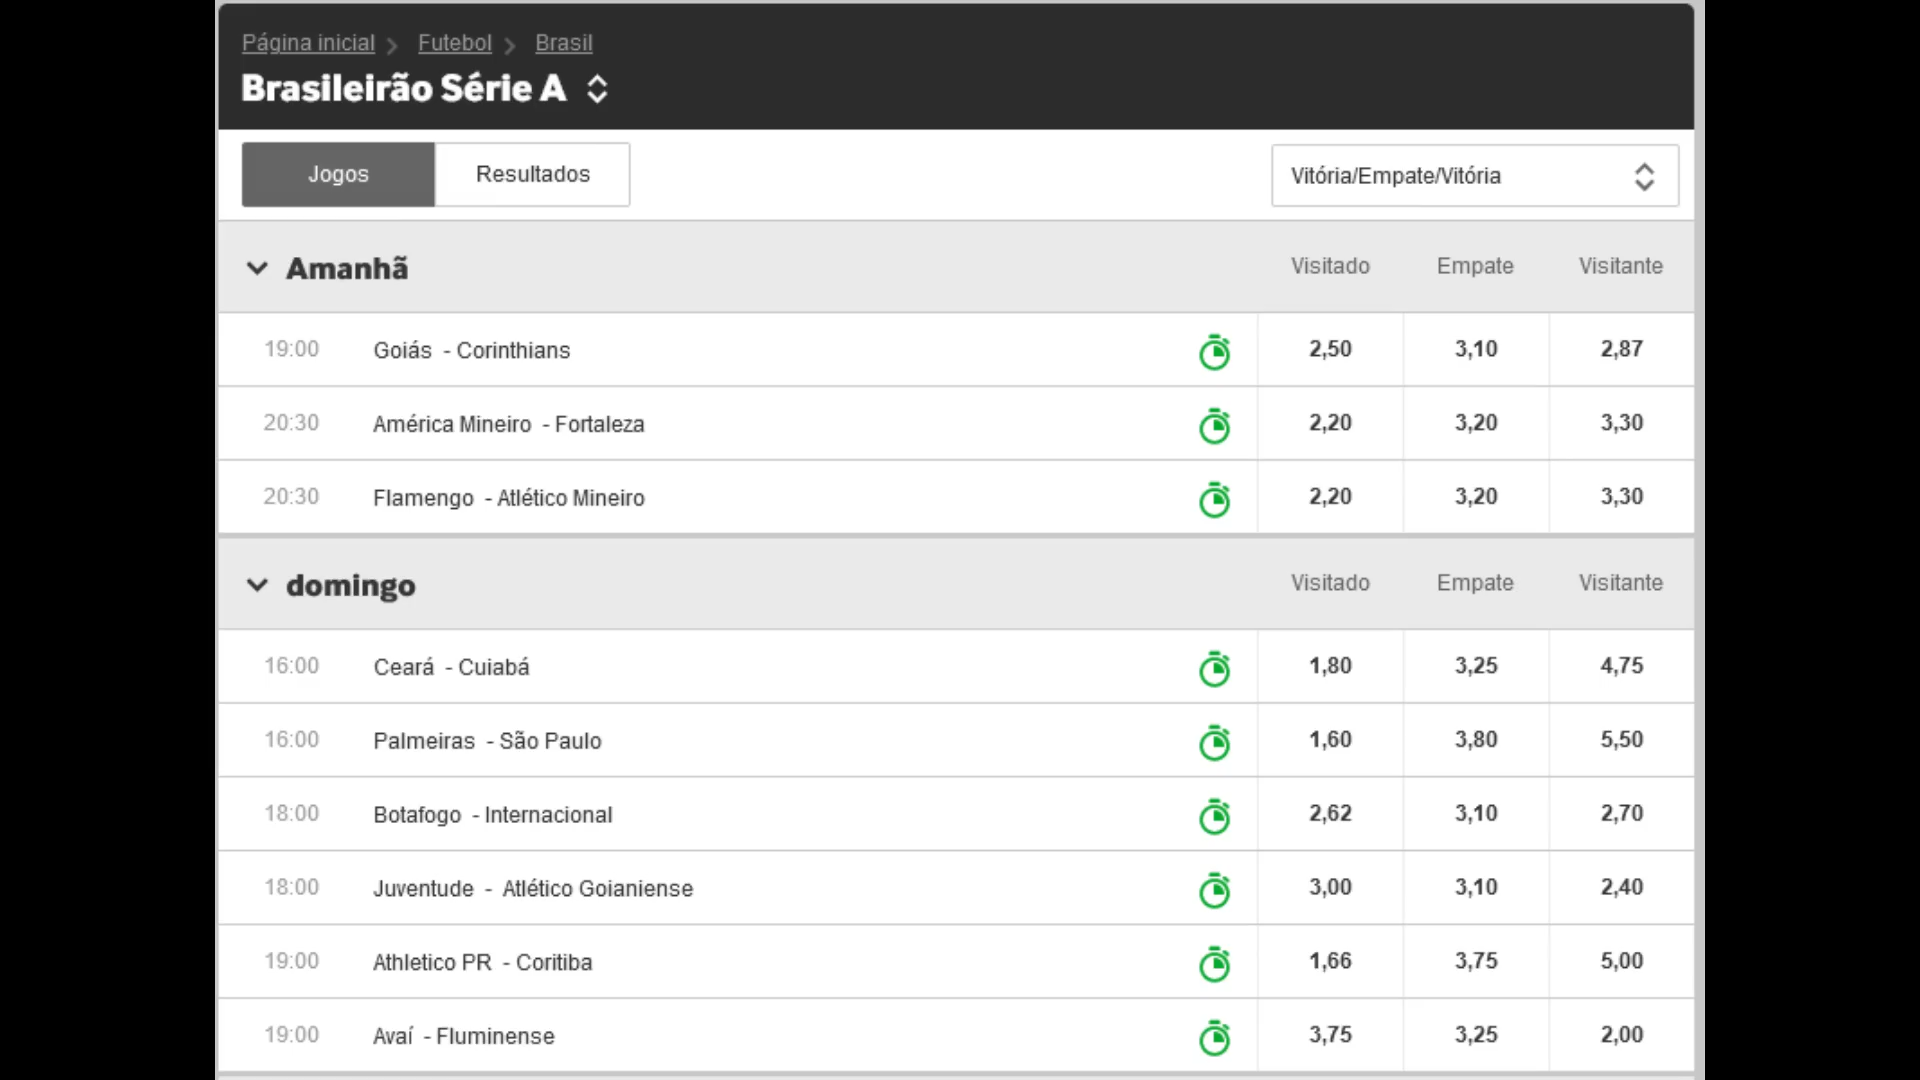 Página inicial Futebol Brasil
Brasileirão Série A
Jogos Resultados Vitória/Empate/Vitória
Amanhã Visitado Empate Visitante
19:00 Goiás - Corinthians 2,50 3,10 2,87
20:30 América Mineiro - Fortaleza 2,20 3,20 3,30
20:30 Flamengo - Atlético Mineiro 2,20 3,20 3,30
domingo Visitado Empate Visitante
16:00 Ceará - Cuiabá 1,80 3,25 4,75
16:00 Palmeiras - São Paulo 1,60 3,80 5,50
18:00 Botafogo - Internacional 2,62 3,10 2,70
18:00 Juventude - Atlético Goianiense 3,00 3,10 2,40
19:00 Athletico PR - Coritiba 1,66 3,75 5,00
19:00 Avaí - Fluminense 3,75 3,25 2,00